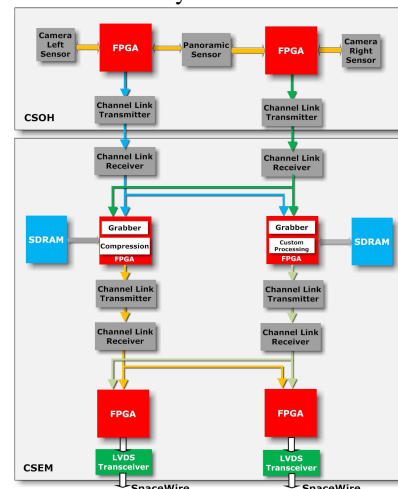 Camera
Left
Sensor
FPGA
Panoramic
Sensor
FPGA
Camera
Right
Sensor
Channel Link
Transmitter
Channel Link
Transmitter
CSOH
Channel Link
Receiver
Channel Link
Receiver
SDRAM
Grabber
Compression
FPGA
Grabber
Custom
Processing
FPGA
SDRAM
Channel Link
Transmitter
Channel Link
Transmitter
Channel Link
Receiver
Channel Link
Receiver
FPGA
FPGA
LVDS
Transceiver
LVDS
Transceiver
CSEM
SpaceWire
SpaceWire